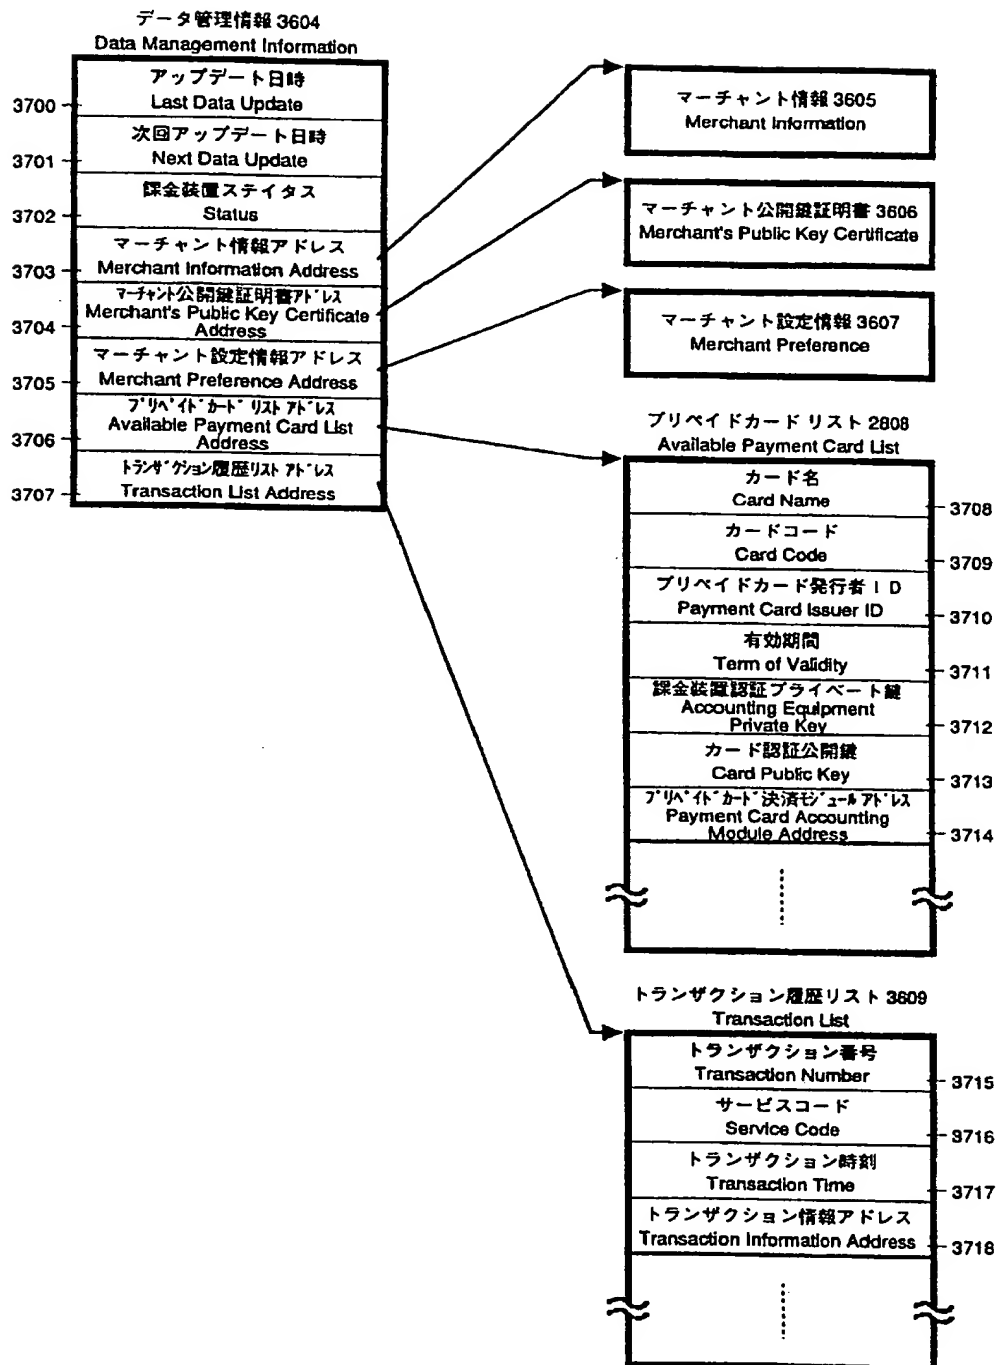 データ管理情報 3604
Data Management Information
アップデート日時
Last Data Update
3700
次回アップデート日時
Next Data Update
3701
課金装置ステイタス
Status
3702
マーチャント情報アドレス
Merchant Information Address
3703
マーチャント公開鍵証明書アドレス
Merchant's Public Key Certificate
Address
3704
マーチャント設定情報アドレス
Merchant Preference Address
3705
プリペイドカードリストアドレス
Available Payment Card List
Address
3706
トランザクション履歴リストアドレス
Transaction List Address
3707
マーチャント情報 3605
Merchant Information
マーチャント公開鍵証明書 3606
Merchant's Public Key Certificate
マーチャント設定情報 3607
Merchant Preference
プリペイドカード リスト 2808
Available Payment Card List
カード名
Card Name
3708
カードコード
Card Code
3709
プリペイドカード発行者ID
Payment Card Issuer ID
3710
有効期間
Term of Validity
3711
課金装置認証プライベート鍵
Accounting Equipment
Private Key
3712
カード認証公開鍵
Card Public Key
3713
プリペイドカード決済モジュールアドレス
Payment Card Accounting
Module Address
3714
トランザクション履歴リスト 3609
Transaction List
トランザクション番号
Transaction Number
3715
サービスコード
Service Code
3716
トランザクション時刻
Transaction Time
3717
トランザクション情報アドレス
Transaction Information Address
3718